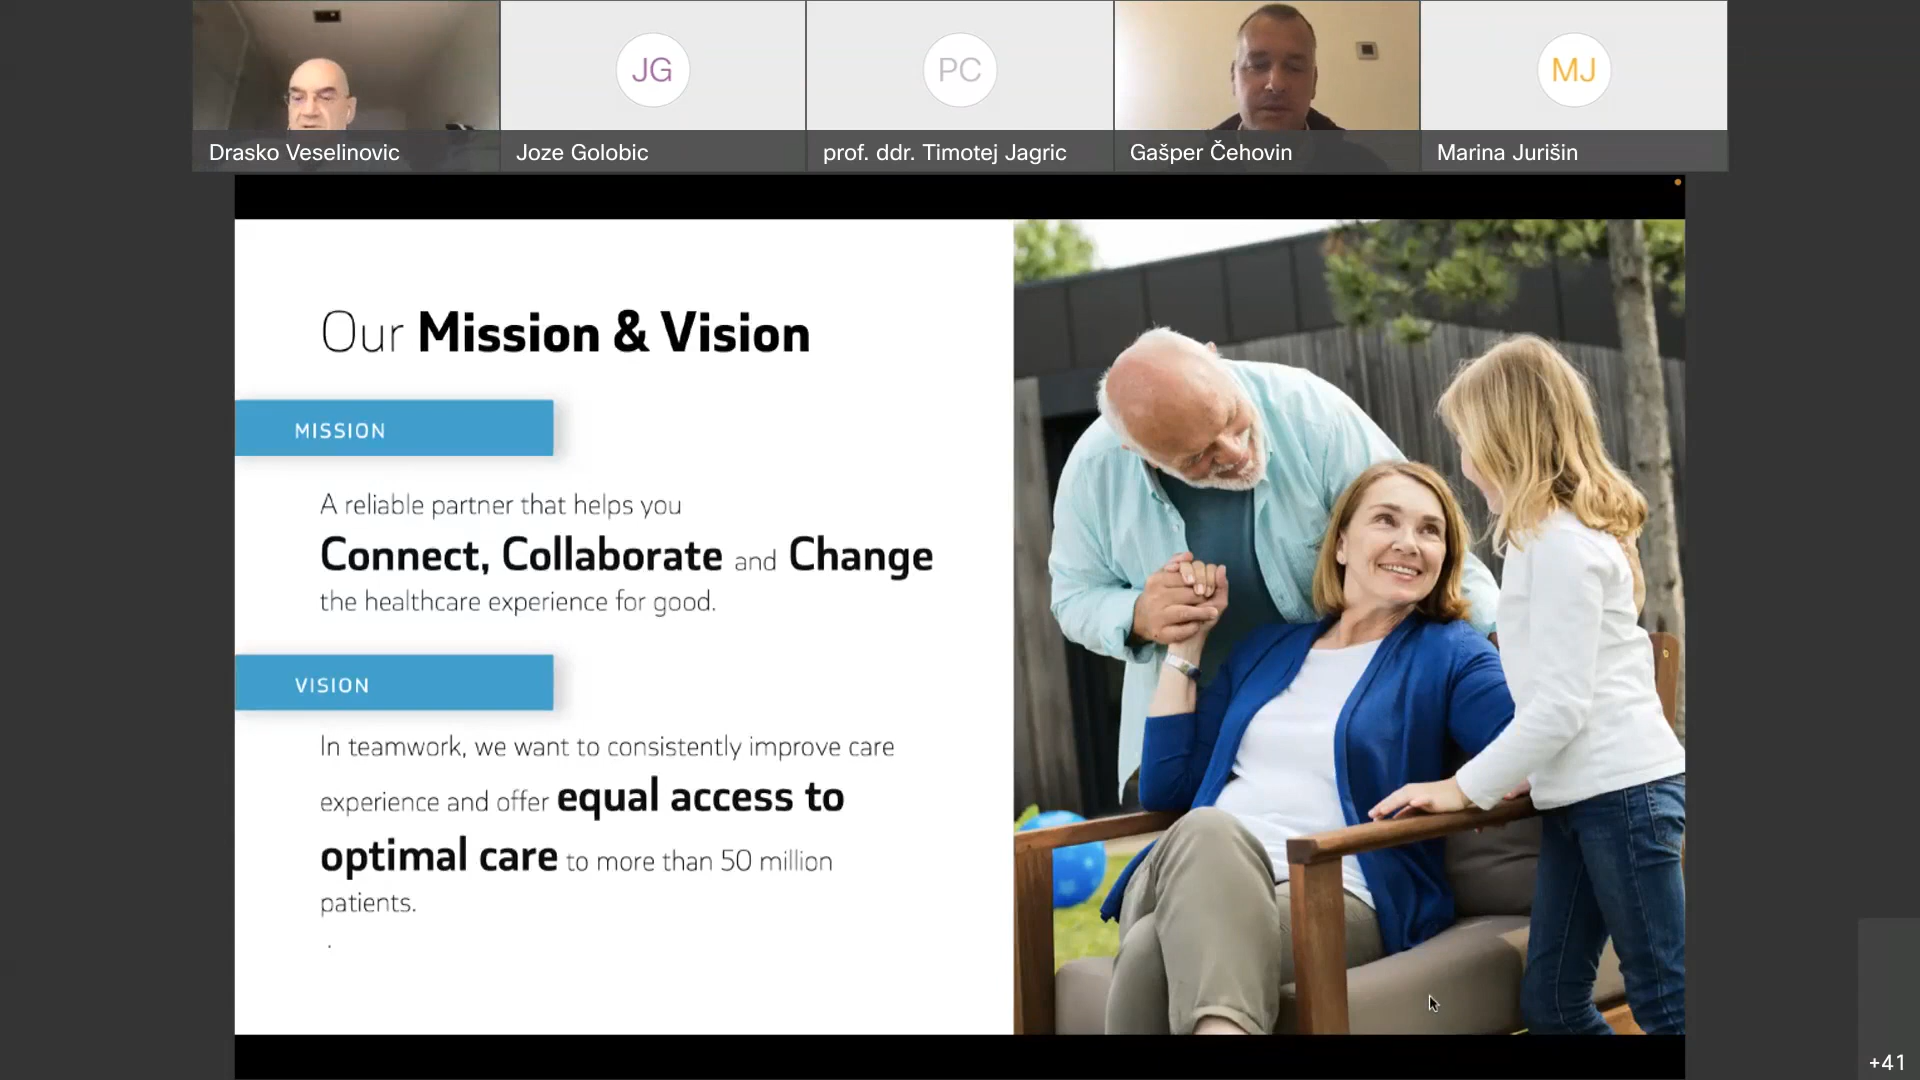 JG
PC
MJ
Drasko Veselinovic
Joze Golobic
prof. ddr. Timotej Jagric
Gašper Čehovin
Marina Jurišin
Our Mission & Vision
MISSION
A reliable partner that helps you
Connect, Collaborate and Change
the healthcare experience for good.
VISION
In teamwork, we want to consistently improve care
experience and offer equal access to
optimal care to more than 50 million
patients.
.
+41